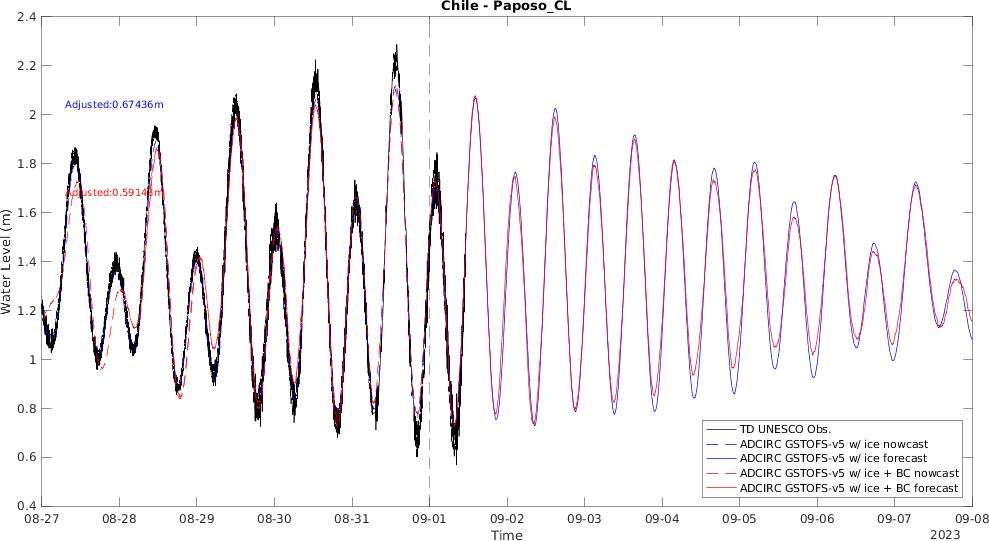 Chile - Paposo_CL
2.4
2.2
2
1.8
1.6
1.4
1.2
1
0.8
0.6
0.4
Water Level (m)
Adjusted:0.67436m
Adjusted:0.59143m
TD UNESCO Obs.
ADCIRC GSTOFS-v5 w/ ice nowcast
ADCIRC GSTOFS-v5 w/ ice forecast
ADCIRC GSTOFS-v5 w/ ice + BC nowcast
ADCIRC GSTOFS-v5 w/ ice + BC forecast
08-27 08-28 08-29 08-30 08-31 09-01 09-02 09-03 09-04 09-05 09-06 09-07 09-08
Time
2023